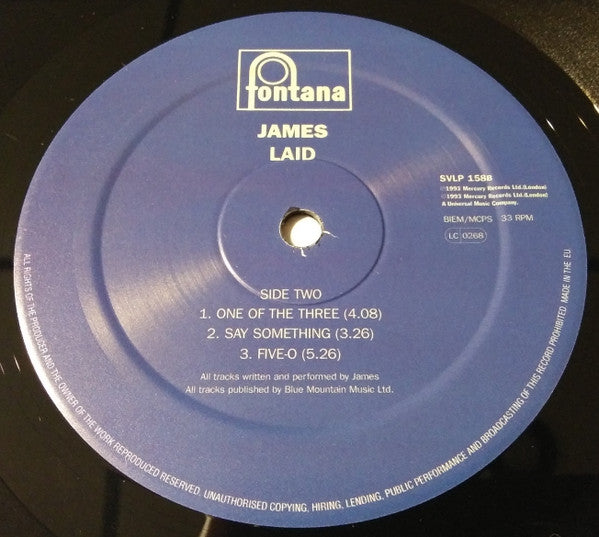 fontana
JAMES
LAID
SVLP 158B
℗1993 Mercury Records Ltd.(London)
©1993 Mercury Records Ltd.(London)
A Universal Music Company.
BIEM/MCPS 33 RPM
LC 0268
SIDE TWO
1. ONE OF THE THREE (4.08)
2. SAY SOMETHING (3.26)
3. FIVE-O (5.26)
All tracks written and performed by James
All tracks published by Blue Mountain Music Ltd.
ALL RIGHTS OF THE PRODUCER AND THE OWNER OF THE WORK REPRODUCED RESERVED. UNAUTHORISED COPYING, HIRING, LENDING, PUBLIC PERFORMANCE AND BROADCASTING OF THIS RECORD PROHIBITED. MADE IN THE EU